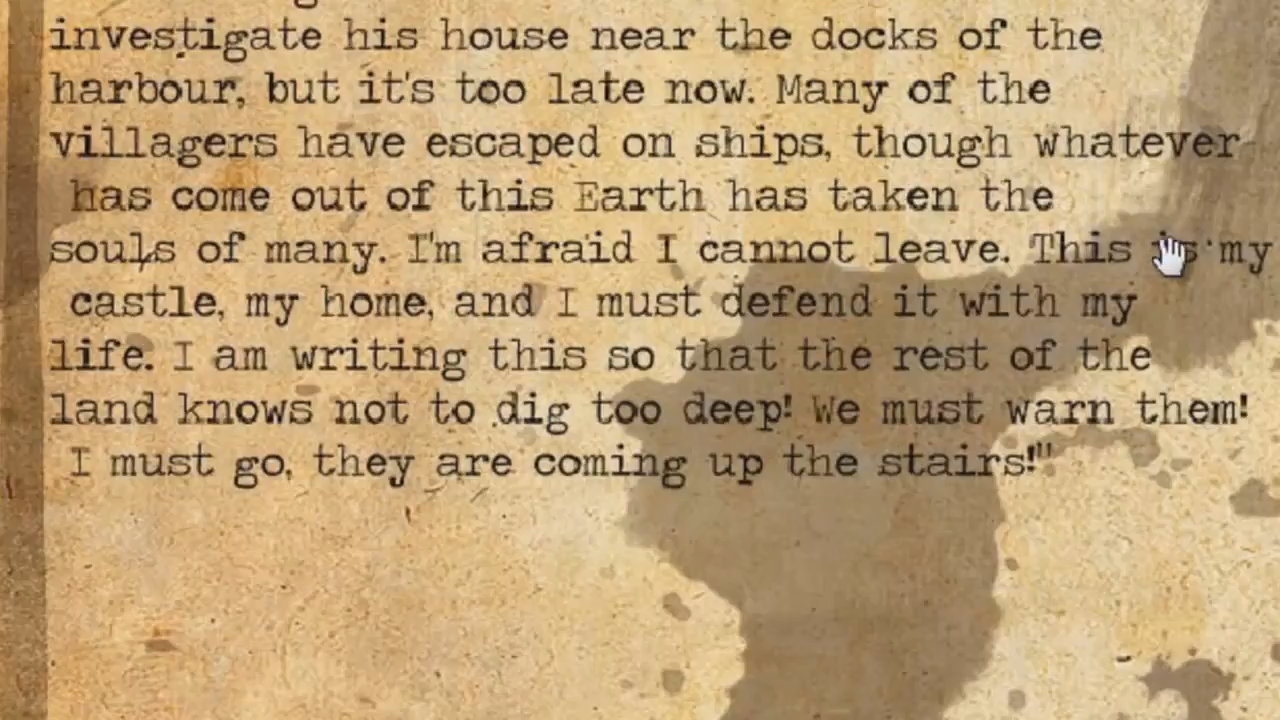 investigate his house near the docks of the
harbour, but it's too late now. Many of the
villagers have escaped on ships, though whatever
has come out of this Earth has taken the
souls of many. I'm afraid I cannot leave. This is my
castle, my home, and I must defend it with my
life. I am writing this so that the rest of the
land knows not to dig too deep! We must warn them!
I must go, they are coming up the stairs!"